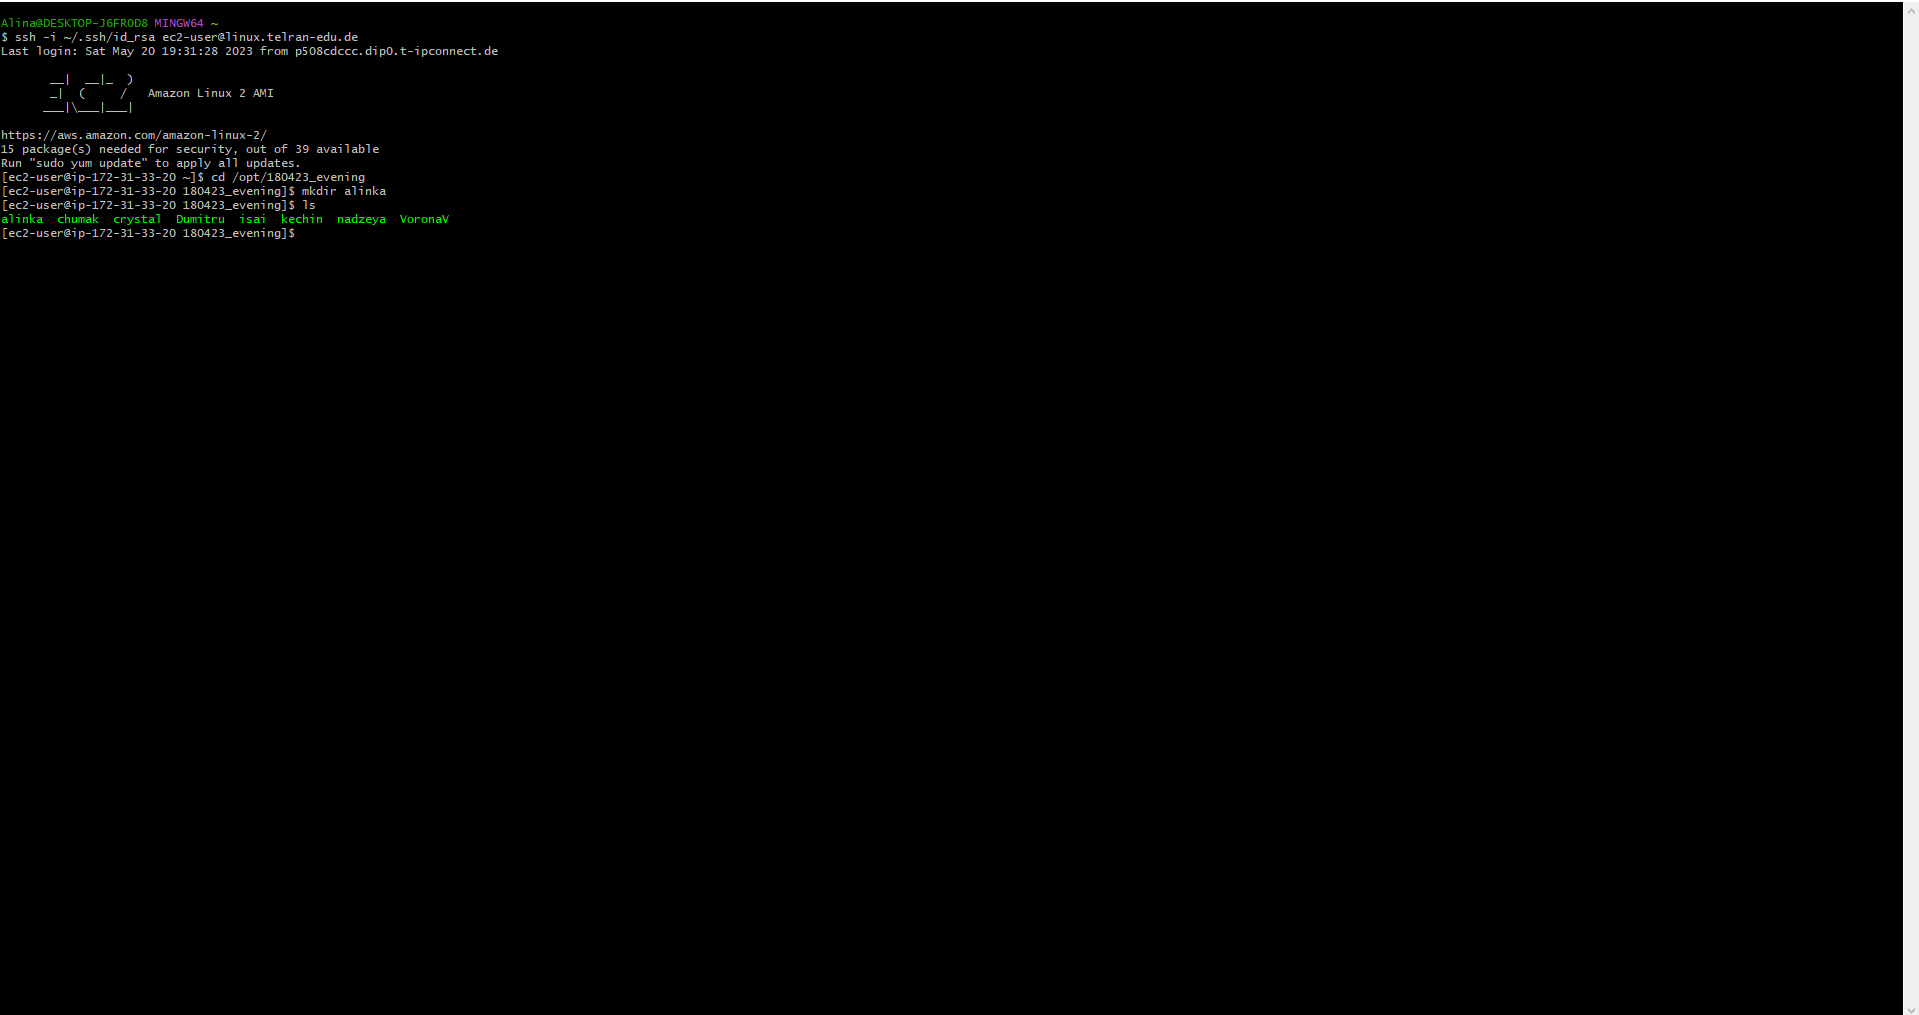 Alina@DESKTOP-J6FROD8 MINGW64 ~
$ ssh -i ~/.ssh/id_rsa ec2-user@linux.telran-edu.de
Last login: Sat May 20 19:31:28 2023 from p508cdccc.dip0.t-ipconnect.de
       __|  __|_  )
       _|  (     /   Amazon Linux 2 AMI
      ___|\___|___|
https://aws.amazon.com/amazon-linux-2/
15 package(s) needed for security, out of 39 available
Run "sudo yum update" to apply all updates.
[ec2-user@ip-172-31-33-20 ~]$ cd /opt/180423_evening
[ec2-user@ip-172-31-33-20 180423_evening]$ mkdir alinka
[ec2-user@ip-172-31-33-20 180423_evening]$ ls
alinka  chumak  crystal  Dumitru  isai  kechin  nadzeya  VoronaV
[ec2-user@ip-172-31-33-20 180423_evening]$